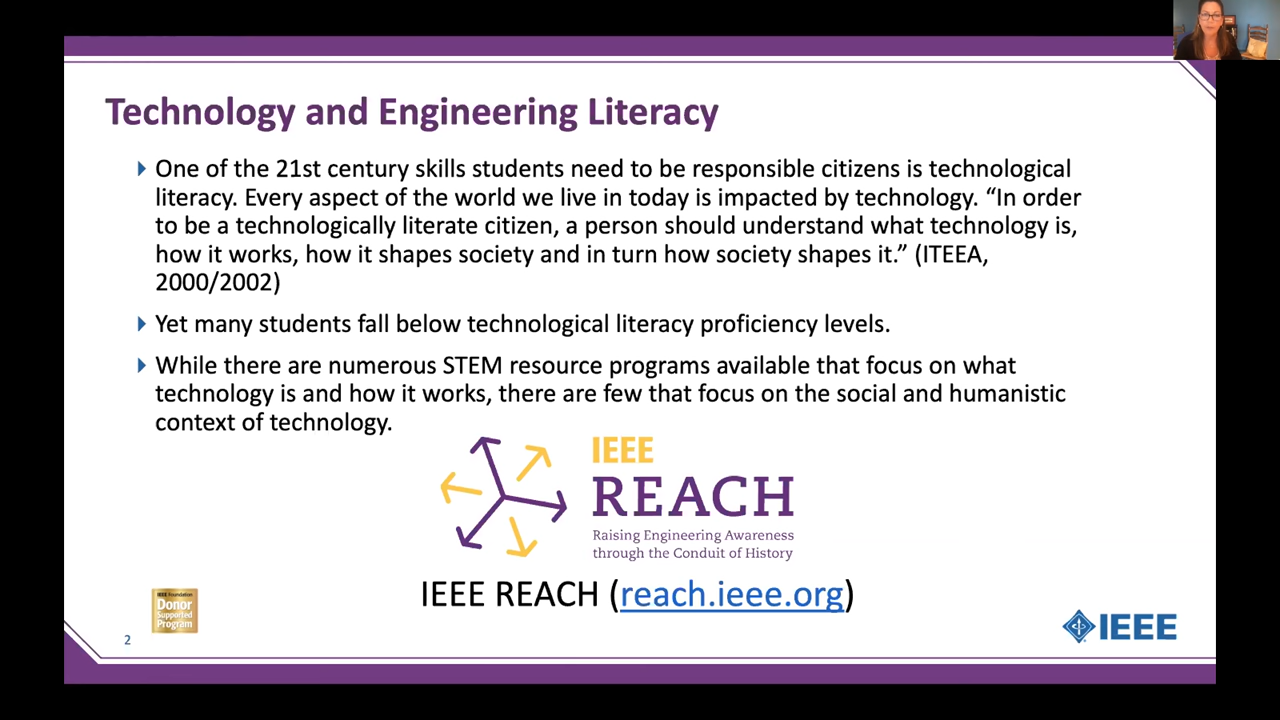 Technology and Engineering Literacy
One of the 21st century skills students need to be responsible citizens is technological
literacy. Every aspect of the world we live in today is impacted by technology. “In order
to be a technologically literate citizen, a person should understand what technology is,
how it works, how it shapes society and in turn how society shapes it.” (ITEEA,
2000/2002)
Yet many students fall below technological literacy proficiency levels.
While there are numerous STEM resource programs available that focus on what
technology is and how it works, there are few that focus on the social and humanistic
context of technology.
IEEE
REACH
Raising Engineering Awareness
through the Conduit of History
IEEE REACH (reach.ieee.org)
IEEE Foundation
Donor
Supported
Program
2
IEEE